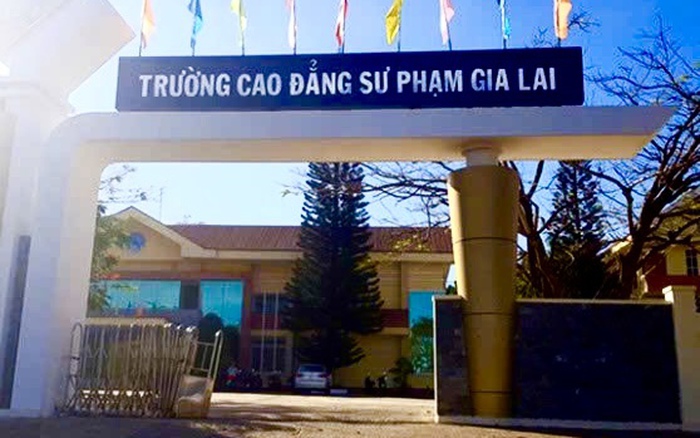 TRƯỜNG CAO ĐẲNG SƯ PHẠM GIA LAI